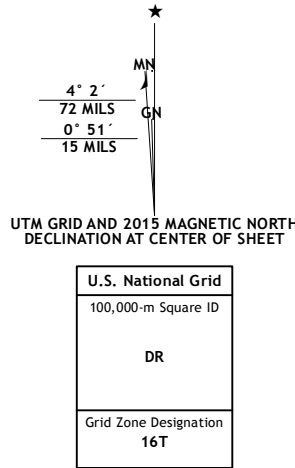 ★
MN
4° 2´
72 MILS
GN
0° 51´
15 MILS
UTM GRID AND 2015 MAGNETIC NORTH
DECLINATION AT CENTER OF SHEET
U.S. National Grid
100,000-m Square ID
DR
Grid Zone Designation
16T